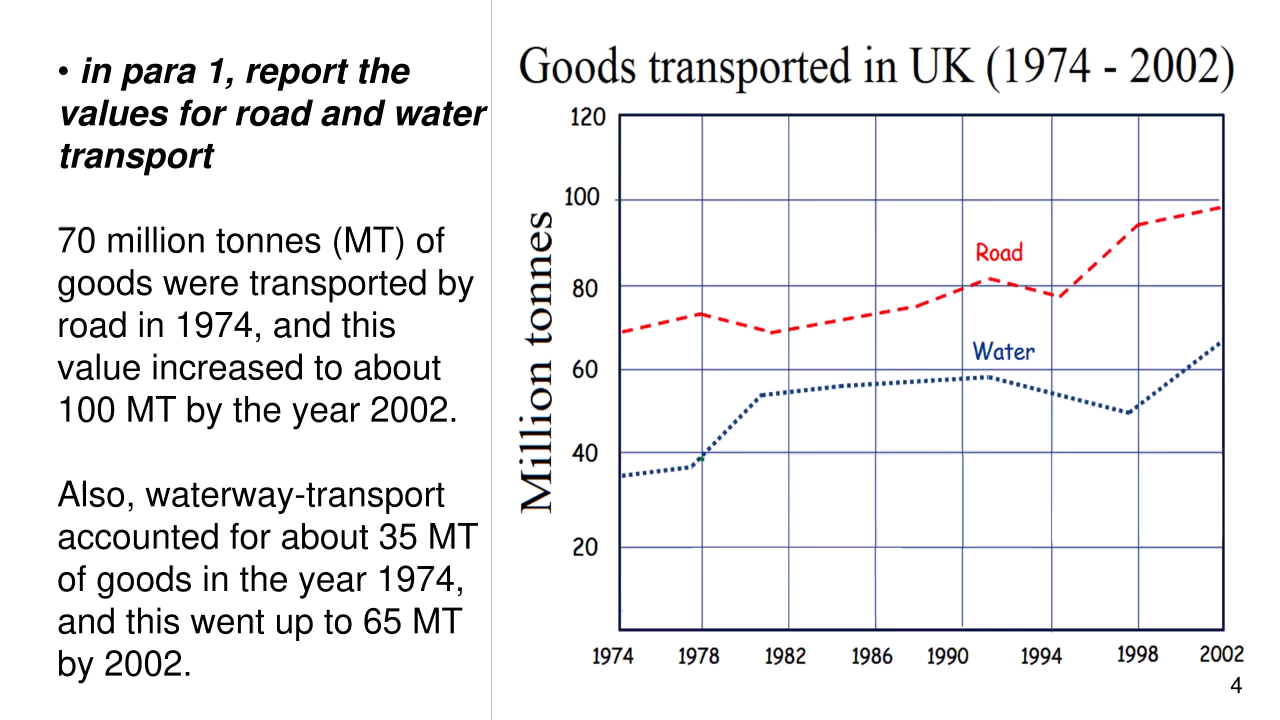 • in para 1, report the
values for road and water
transport
70 million tonnes (MT) of
goods were transported by
road in 1974, and this
value increased to about
100 MT by the year 2002.
Also, waterway-transport
accounted for about 35 MT
of goods in the year 1974,
and this went up to 65 MT
by 2002.
Goods transported in UK (1974 - 2002)
Million tonnes
120
100
80
60
40
20
Road
Water
1974 1978 1982 1986 1990 1994 1998 2002
4